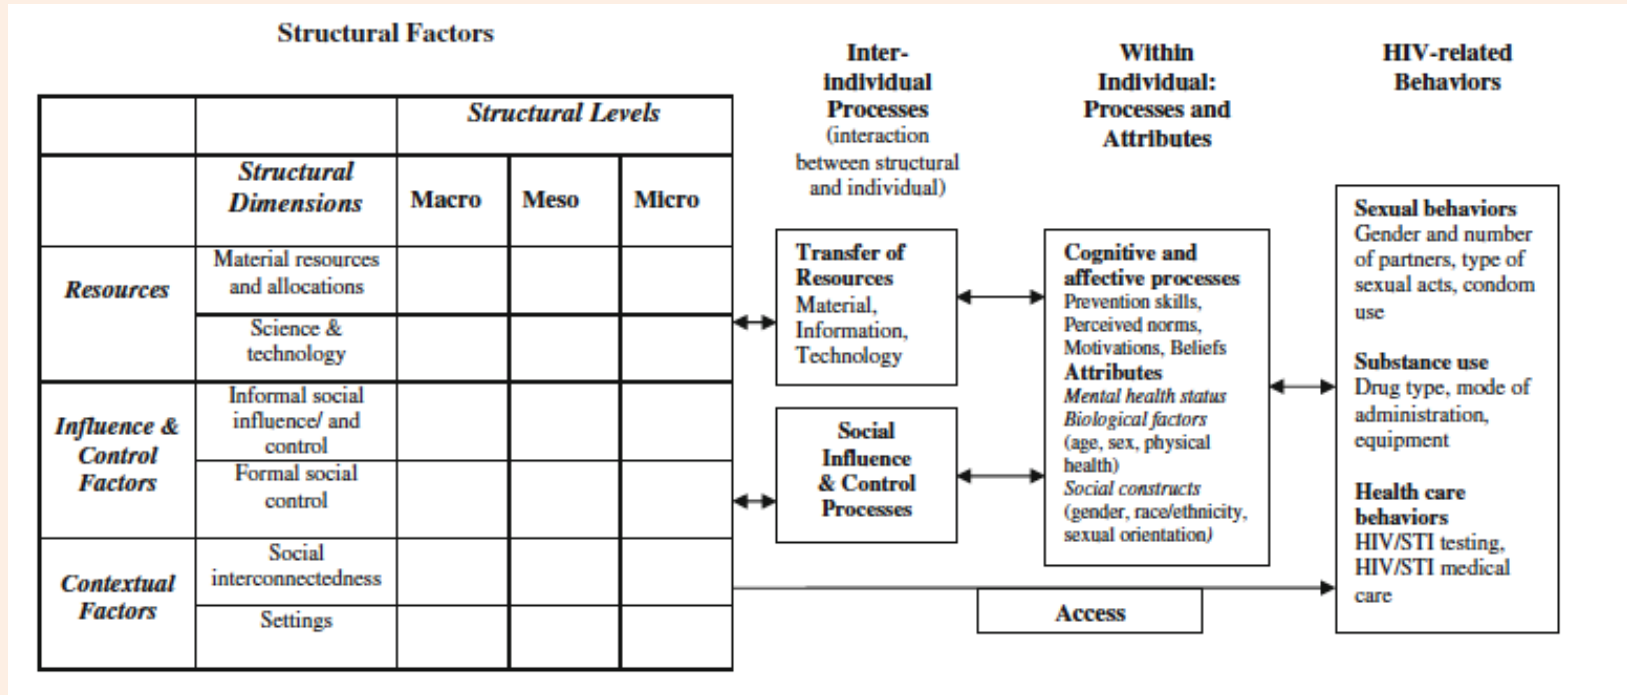 Structural Factors
Structural Levels
Structural
Dimensions
Macro
Meso
Micro
Resources
Material resources
and allocations
Science &
technology
Influence &
Control
Factors
Informal social
influence/ and
control
Formal social
control
Contextual
Factors
Social
interconnectedness
Settings
Inter-
individual
Processes
(interaction
between structural
and individual)
Transfer of
Resources
Material,
Information,
Technology
Social
Influence
& Control
Processes
Within
Individual:
Processes and
Attributes
Cognitive and
affective processes
Prevention skills,
Perceived norms,
Motivations, Beliefs
Attributes
Mental health status
Biological factors
(age, sex, physical
health)
Social constructs
(gender, race/ethnicity,
sexual orientation)
Access
HIV-related
Behaviors
Sexual behaviors
Gender and number
of partners, type of
sexual acts, condom
use
Substance use
Drug type, mode of
administration,
equipment
Health care
behaviors
HIV/STI testing,
HIV/STI medical
care